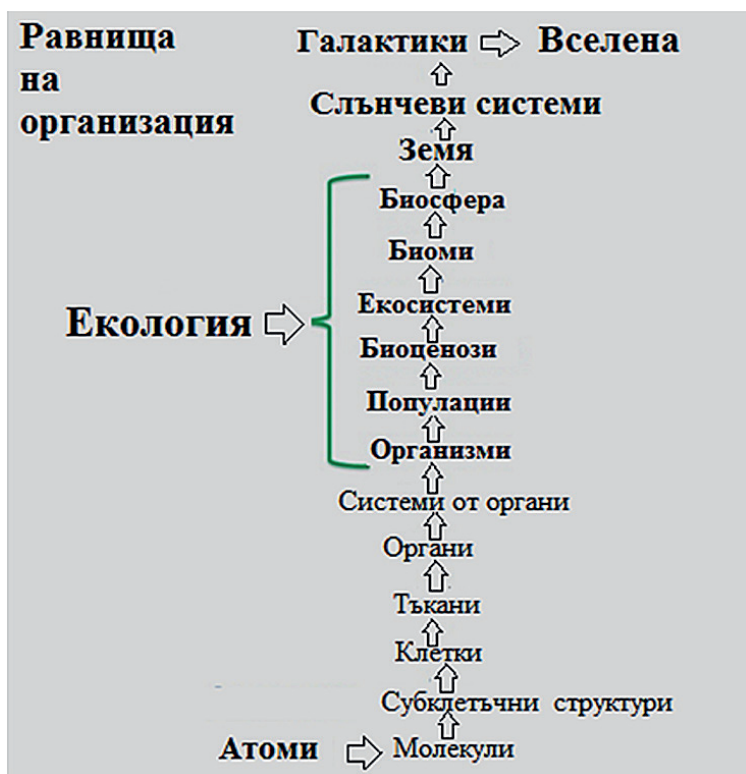 Равнища
на
организация
Галактики
Вселена
Слънчеви системи
Земя
Биосфера
Биоми
Екосистеми
Екология
Биоценози
Популации
Организми
Системи от органи
Органи
Тъкани
Клетки
Субклетъчни структури
Атоми
Молекули